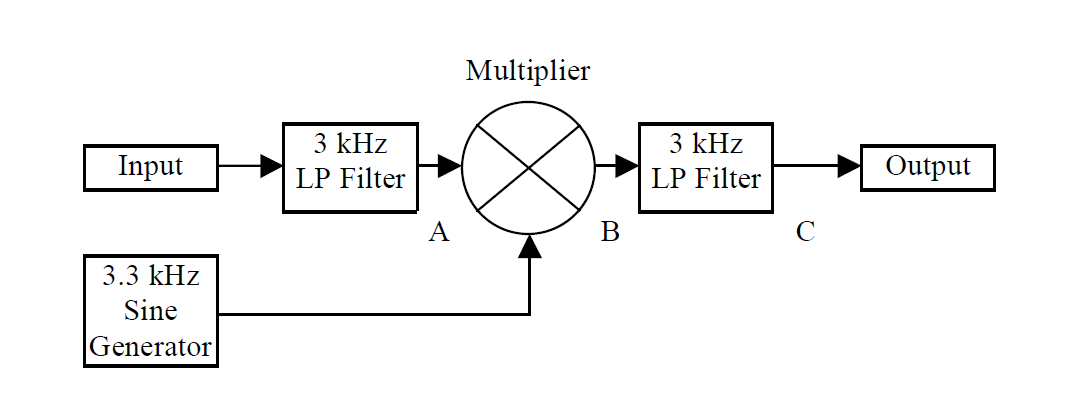 Multiplier
Input
3 kHz
LP Filter
3 kHz
LP Filter
Output
A
B
C
3.3 kHz
Sine
Generator